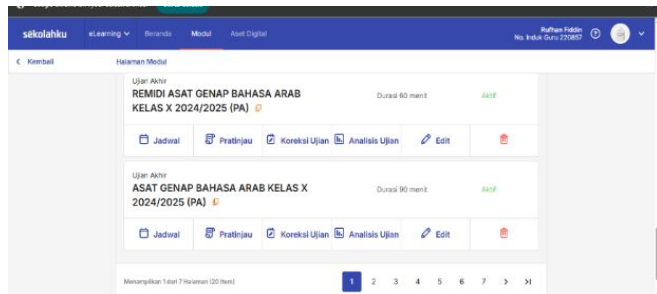 sekolahku eLearning Beranda Modul Aset Digital Ruffhen Fiddin
No. Induk Guru 220857
Kembali Halaman Modul
Ujian Akhir
REMIDI ASAT GENAP BAHASA ARAB
KELAS X 2024/2025 (PA)
Durasi 60 menit
Aktif
Jadwal Pratinjau Koreksi Ujian Analisis Ujian Edit
Ujian Akhir
ASAT GENAP BAHASA ARAB KELAS X
2024/2025 (PA)
Durasi 90 menit
Aktif
Jadwal Pratinjau Koreksi Ujian Analisis Ujian Edit
Menampilkan 1 dari 7 Halaman (20 Item) 1 2 3 4 5 6 7